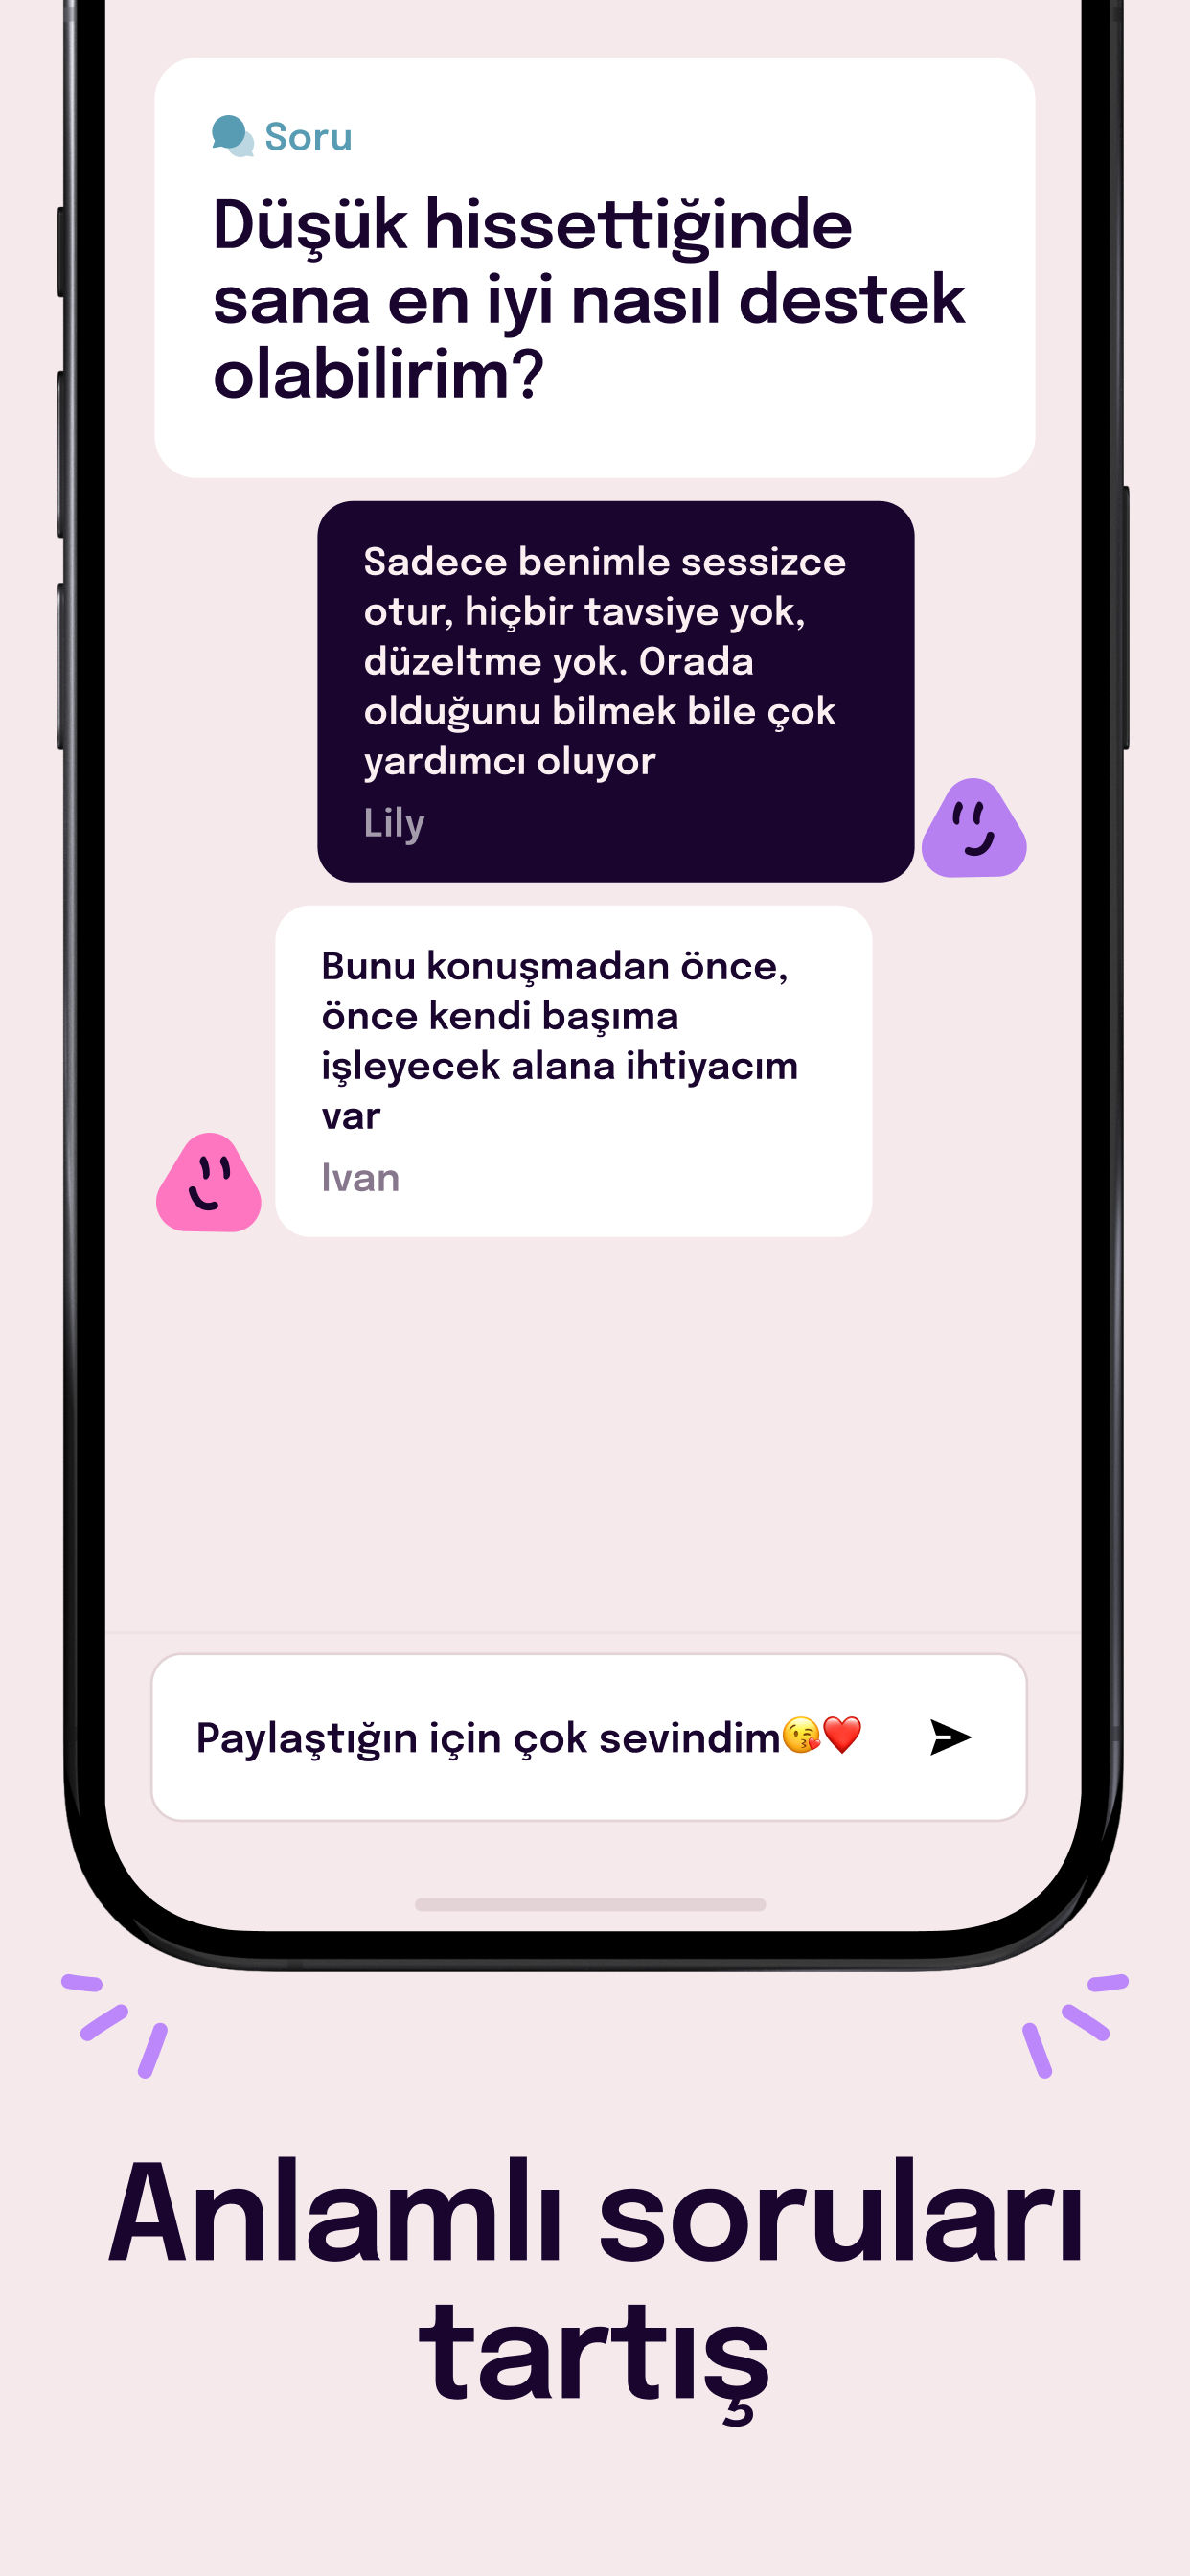 Soru
Düşük hissettiğinde
sana en iyi nasıl destek
olabilirim?
Sadece benimle sessizce
otur, hiçbir tavsiye yok,
düzeltme yok. Orada
olduğunu bilmek bile çok
yardımcı oluyor
Lily
Bunu konuşmadan önce,
önce kendi başıma
işleyecek alana ihtiyacım
var
Ivan
Paylaştığın için çok sevindim😘❤️
Anlamlı soruları
tartış